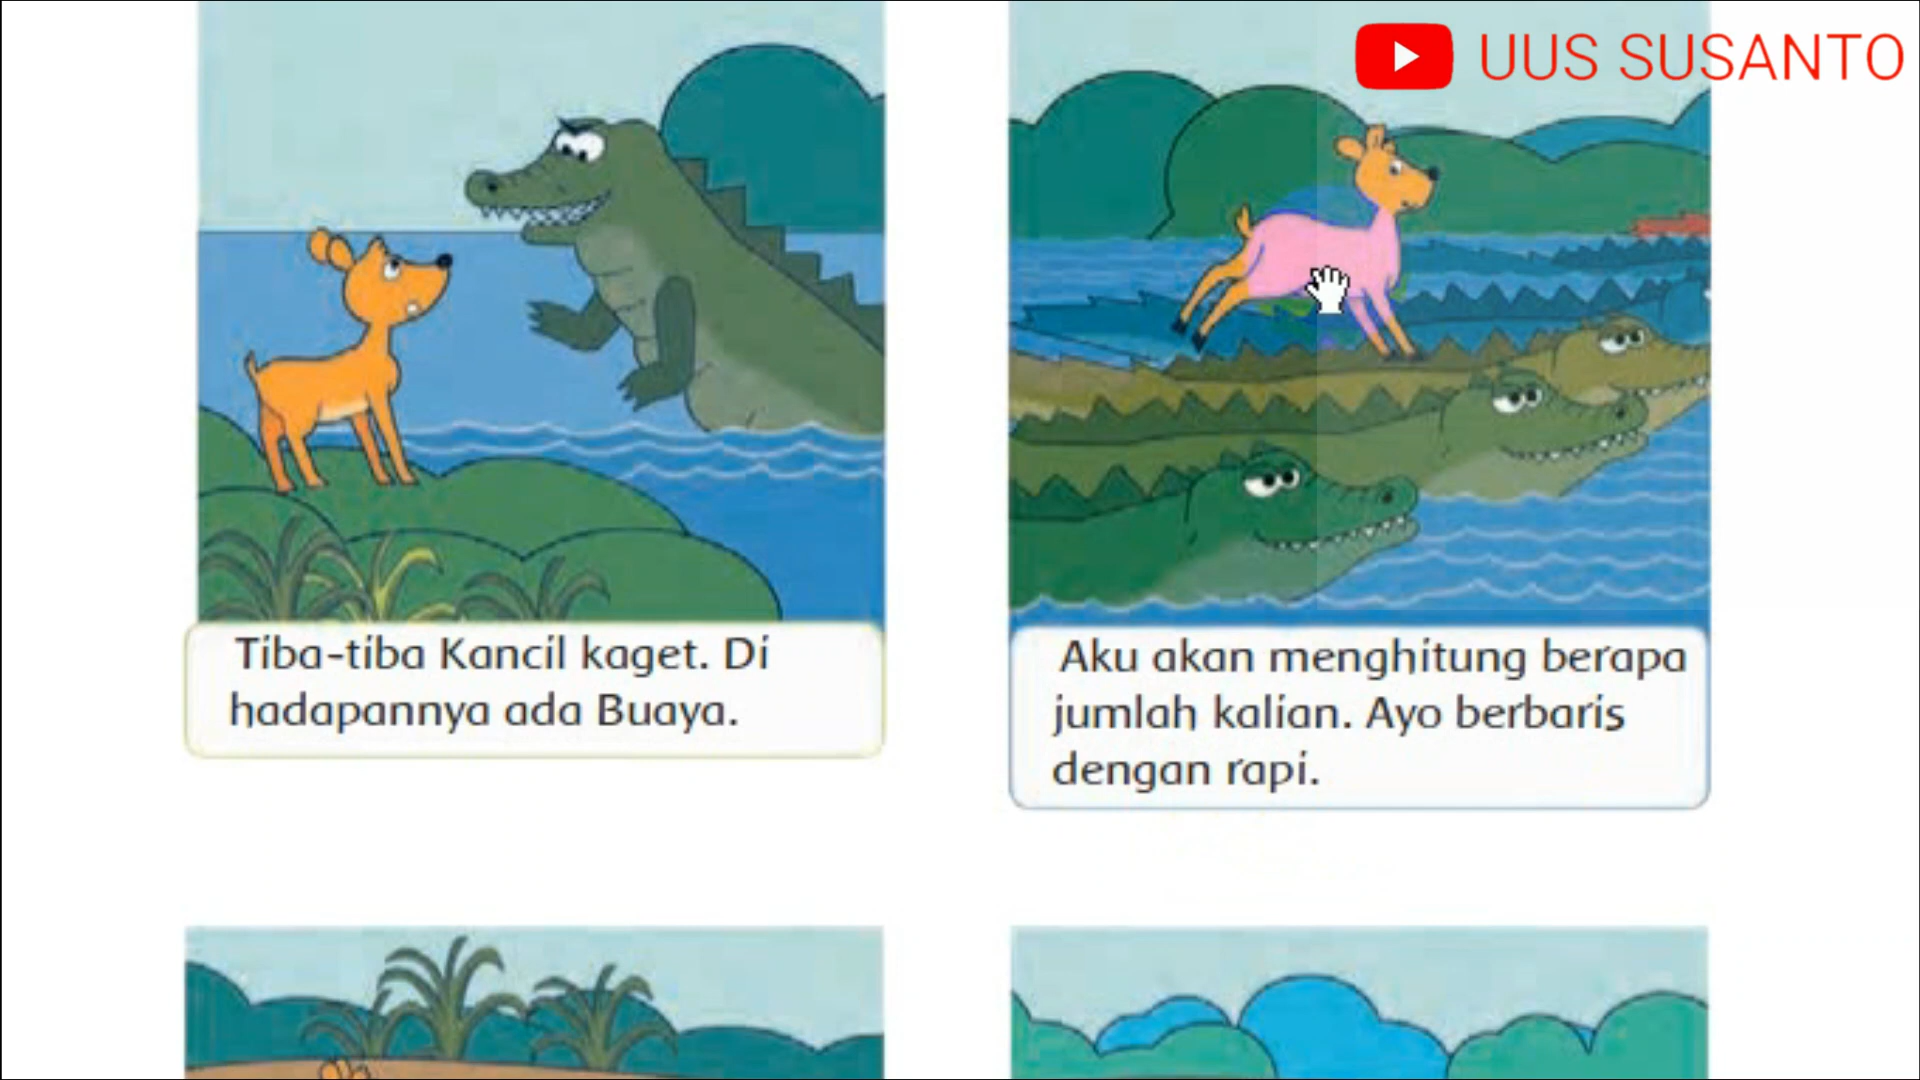 UUS SUSANTO
Tiba-tiba Kancil kaget. Di
hadapannya ada Buaya.
Aku akan menghitung berapa
jumlah kalian. Ayo berbaris
dengan rapi.